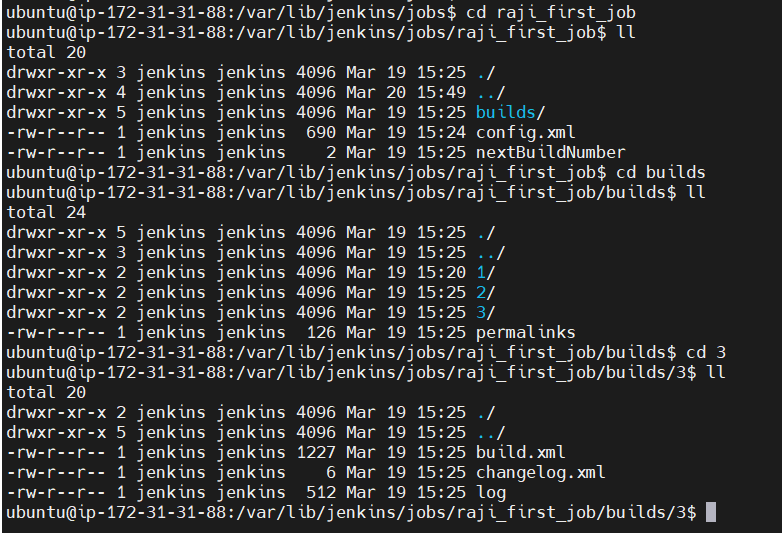 ubuntu@ip-172-31-31-88:/var/lib/jenkins/jobs$ cd raji_first_job
ubuntu@ip-172-31-31-88:/var/lib/jenkins/jobs/raji_first_job$ ll
total 20
drwxr-xr-x 3 jenkins jenkins 4096 Mar 19 15:25 ./
drwxr-xr-x 4 jenkins jenkins 4096 Mar 20 15:49 ../
drwxr-xr-x 5 jenkins jenkins 4096 Mar 19 15:25 builds/
-rw-r--r-- 1 jenkins jenkins  690 Mar 19 15:24 config.xml
-rw-r--r-- 1 jenkins jenkins    2 Mar 19 15:25 nextBuildNumber
ubuntu@ip-172-31-31-88:/var/lib/jenkins/jobs/raji_first_job$ cd builds
ubuntu@ip-172-31-31-88:/var/lib/jenkins/jobs/raji_first_job/builds$ ll
total 24
drwxr-xr-x 5 jenkins jenkins 4096 Mar 19 15:25 ./
drwxr-xr-x 3 jenkins jenkins 4096 Mar 19 15:25 ../
drwxr-xr-x 2 jenkins jenkins 4096 Mar 19 15:20 1/
drwxr-xr-x 2 jenkins jenkins 4096 Mar 19 15:25 2/
drwxr-xr-x 2 jenkins jenkins 4096 Mar 19 15:25 3/
-rw-r--r-- 1 jenkins jenkins  126 Mar 19 15:25 permalinks
ubuntu@ip-172-31-31-88:/var/lib/jenkins/jobs/raji_first_job/builds$ cd 3
ubuntu@ip-172-31-31-88:/var/lib/jenkins/jobs/raji_first_job/builds/3$ ll
total 20
drwxr-xr-x 2 jenkins jenkins 4096 Mar 19 15:25 ./
drwxr-xr-x 5 jenkins jenkins 4096 Mar 19 15:25 ../
-rw-r--r-- 1 jenkins jenkins 1227 Mar 19 15:25 build.xml
-rw-r--r-- 1 jenkins jenkins    6 Mar 19 15:25 changelog.xml
-rw-r--r-- 1 jenkins jenkins  512 Mar 19 15:25 log
ubuntu@ip-172-31-31-88:/var/lib/jenkins/jobs/raji_first_job/builds/3$